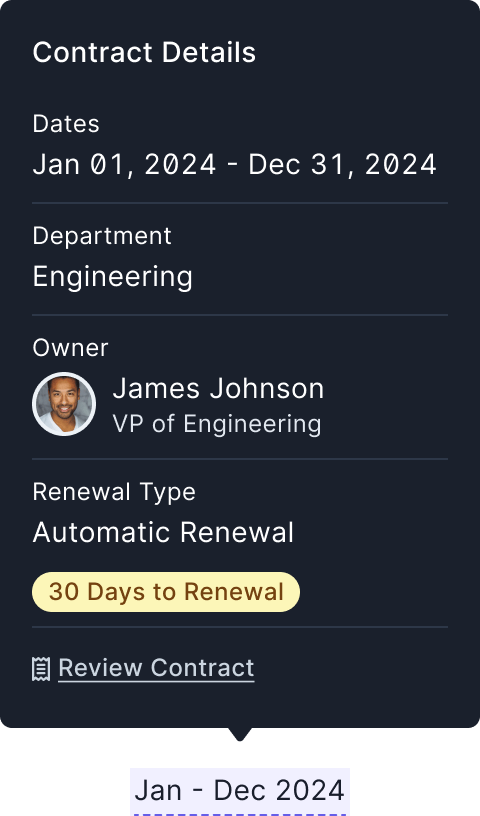 Contract Details
Dates
Jan 01, 2024 - Dec 31, 2024
Department
Engineering
Owner
James Johnson
VP of Engineering
Renewal Type
Automatic Renewal
30 Days to Renewal
Review Contract
Jan - Dec 2024